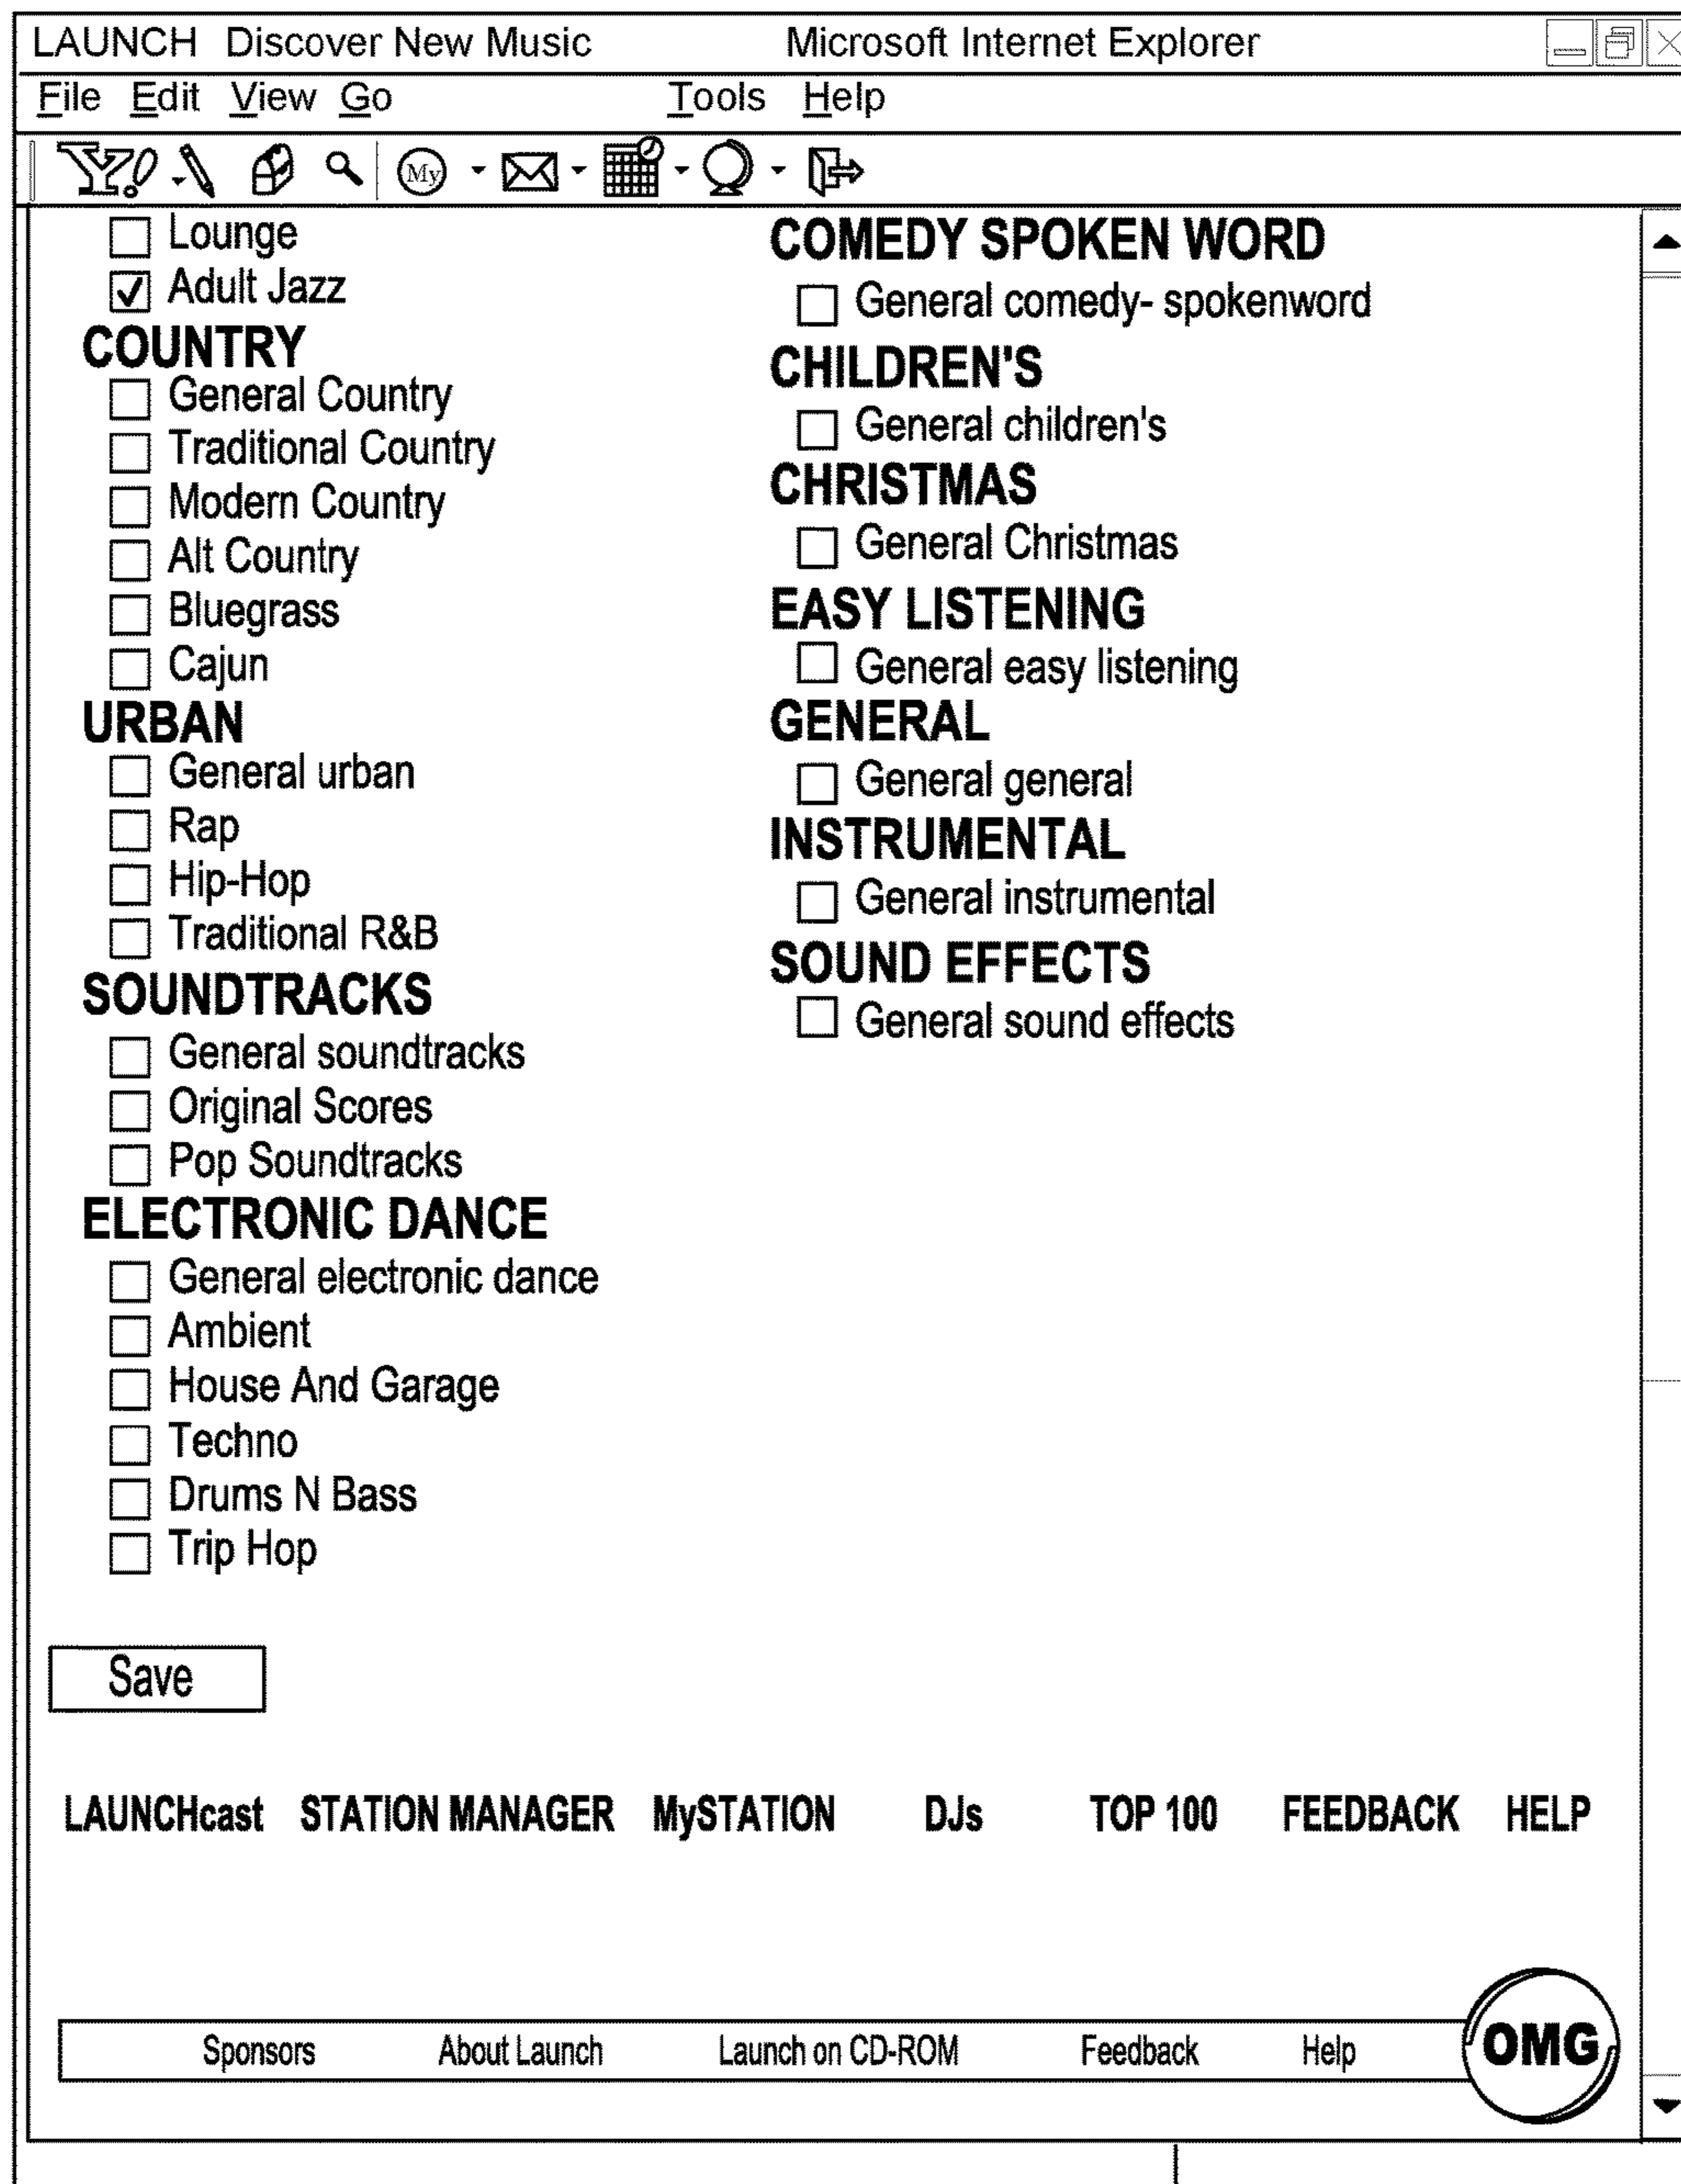 LAUNCH Discover New Music Microsoft Internet Explorer
File Edit View Go Tools Help
Y! My
Lounge
Adult Jazz
COUNTRY
General Country
Traditional Country
Modern Country
Alt Country
Bluegrass
Cajun
URBAN
General urban
Rap
Hip-Hop
Traditional R&B
SOUNDTRACKS
General soundtracks
Original Scores
Pop Soundtracks
ELECTRONIC DANCE
General electronic dance
Ambient
House And Garage
Techno
Drums N Bass
Trip Hop
COMEDY SPOKEN WORD
General comedy- spokenword
CHILDREN'S
General children's
CHRISTMAS
General Christmas
EASY LISTENING
General easy listening
GENERAL
General general
INSTRUMENTAL
General instrumental
SOUND EFFECTS
General sound effects
Save
LAUNCHcast STATION MANAGER MySTATION DJs TOP 100 FEEDBACK HELP
Sponsors About Launch Launch on CD-ROM Feedback Help OMG